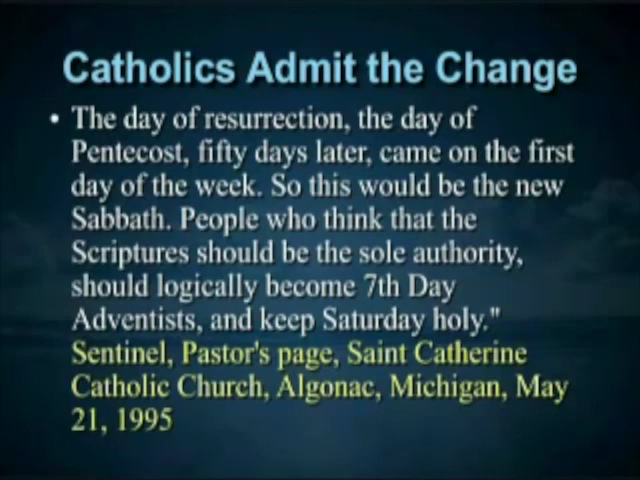 Catholics Admit the Change
• The day of resurrection, the day of
Pentecost, fifty days later, came on the first
day of the week. So this would be the new
Sabbath. People who think that the
Scriptures should be the sole authority,
should logically become 7th Day
Adventists, and keep Saturday holy."
Sentinel, Pastor's page, Saint Catherine
Catholic Church, Algonac, Michigan, May
21, 1995